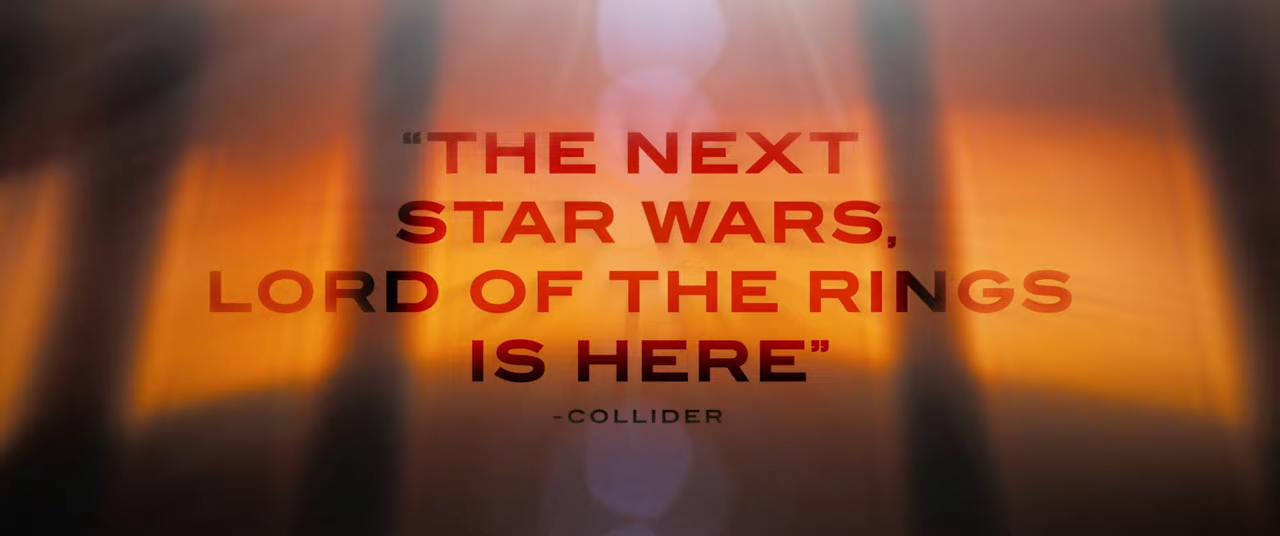 “THE NEXT
STAR WARS,
LORD OF THE RINGS
IS HERE”
-COLLIDER